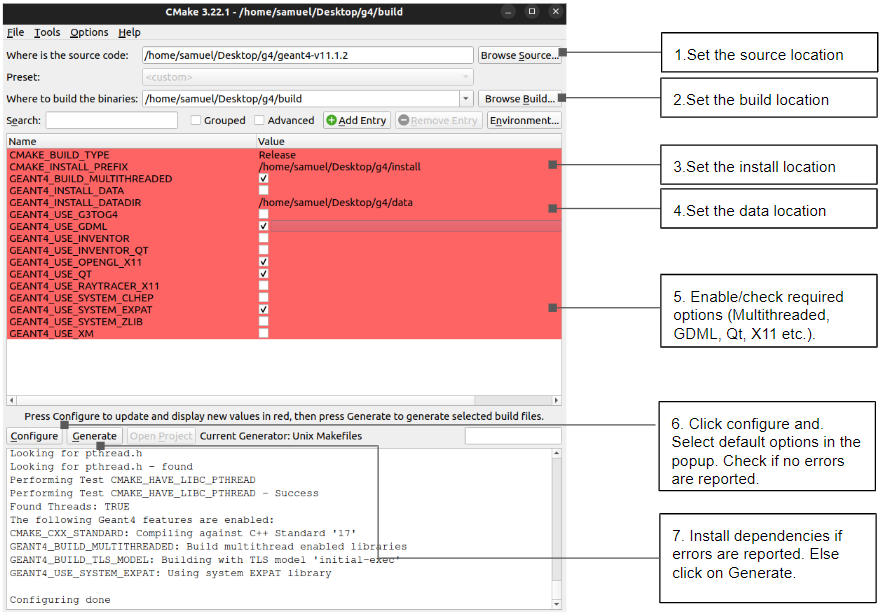 CMake 3.22.1 - /home/samuel/Desktop/g4/build
File Tools Options Help
Where is the source code: /home/samuel/Desktop/g4/geant4-v11.1.2 Browse Source...
Preset: <custom>
Where to build the binaries: /home/samuel/Desktop/g4/build Browse Build...
Search: Grouped Advanced Add Entry Remove Entry Environment...
Name Value
CMAKE_BUILD_TYPE Release
CMAKE_INSTALL_PREFIX /home/samuel/Desktop/g4/install
GEANT4_BUILD_MULTITHREADED
GEANT4_INSTALL_DATA
GEANT4_INSTALL_DATADIR /home/samuel/Desktop/g4/data
GEANT4_USE_G3TOG4
GEANT4_USE_GDML
GEANT4_USE_INVENTOR
GEANT4_USE_INVENTOR_QT
GEANT4_USE_OPENGL_X11
GEANT4_USE_QT
GEANT4_USE_RAYTRACER_X11
GEANT4_USE_SYSTEM_CLHEP
GEANT4_USE_SYSTEM_EXPAT
GEANT4_USE_SYSTEM_ZLIB
GEANT4_USE_XM
Press Configure to update and display new values in red, then press Generate to generate selected build files.
Configure Generate Open Project Current Generator: Unix Makefiles
Looking for pthread.h
Looking for pthread.h - found
Performing Test CMAKE_HAVE_LIBC_PTHREAD
Performing Test CMAKE_HAVE_LIBC_PTHREAD - Success
Found Threads: TRUE
The following Geant4 features are enabled:
CMAKE_CXX_STANDARD: Compiling against C++ Standard '17'
GEANT4_BUILD_MULTITHREADED: Build multithread enabled libraries
GEANT4_BUILD_TLS_MODEL: Building with TLS model 'initial-exec'
GEANT4_USE_SYSTEM_EXPAT: Using system EXPAT library
Configuring done
1.Set the source location
2.Set the build location
3.Set the install location
4.Set the data location
5. Enable/check required
options (Multithreaded,
GDML, Qt, X11 etc.).
6. Click configure and.
Select default options in the
popup. Check if no errors
are reported.
7. Install dependencies if
errors are reported. Else
click on Generate.